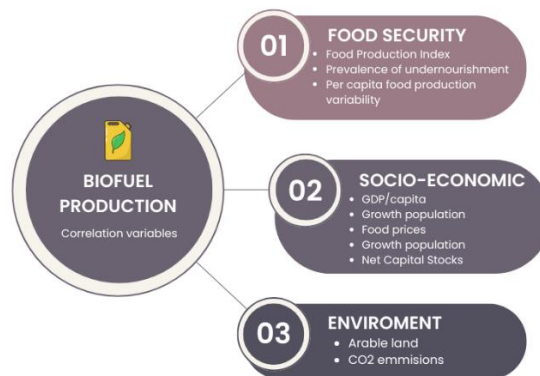 BIOFUEL
PRODUCTION
Correlation variables
01
FOOD SECURITY
• Food Production Index
• Prevalence of undernourishment
• Per capita food production
variability
02
SOCIO-ECONOMIC
• GDP/capita
• Growth population
• Food prices
• Growth population
• Net Capital Stocks
03
ENVIROMENT
• Arable land
• CO2 emmisions